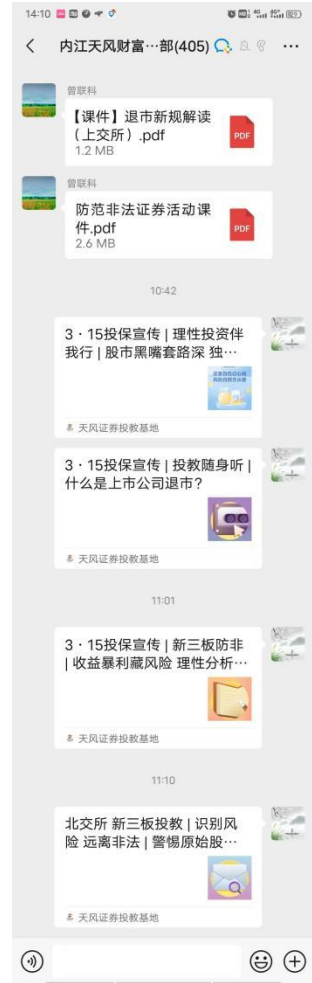 14:10
内江天风财富…部(405)
曾联科
【课件】退市新规解读
（上交所）.pdf
1.2 MB
PDF
曾联科
防范非法证券活动课
件.pdf
2.6 MB
PDF
10:42
3·15投保宣传 | 理性投资伴
我行 | 股市黑嘴套路深 独…
天风证券投教基地
3·15投保宣传 | 投教随身听 |
什么是上市公司退市?
天风证券投教基地
11:01
3·15投保宣传 | 新三板防非
| 收益暴利藏风险 理性分析…
天风证券投教基地
11:10
北交所 新三板投教 | 识别风
险 远离非法 | 警惕原始股…
天风证券投教基地